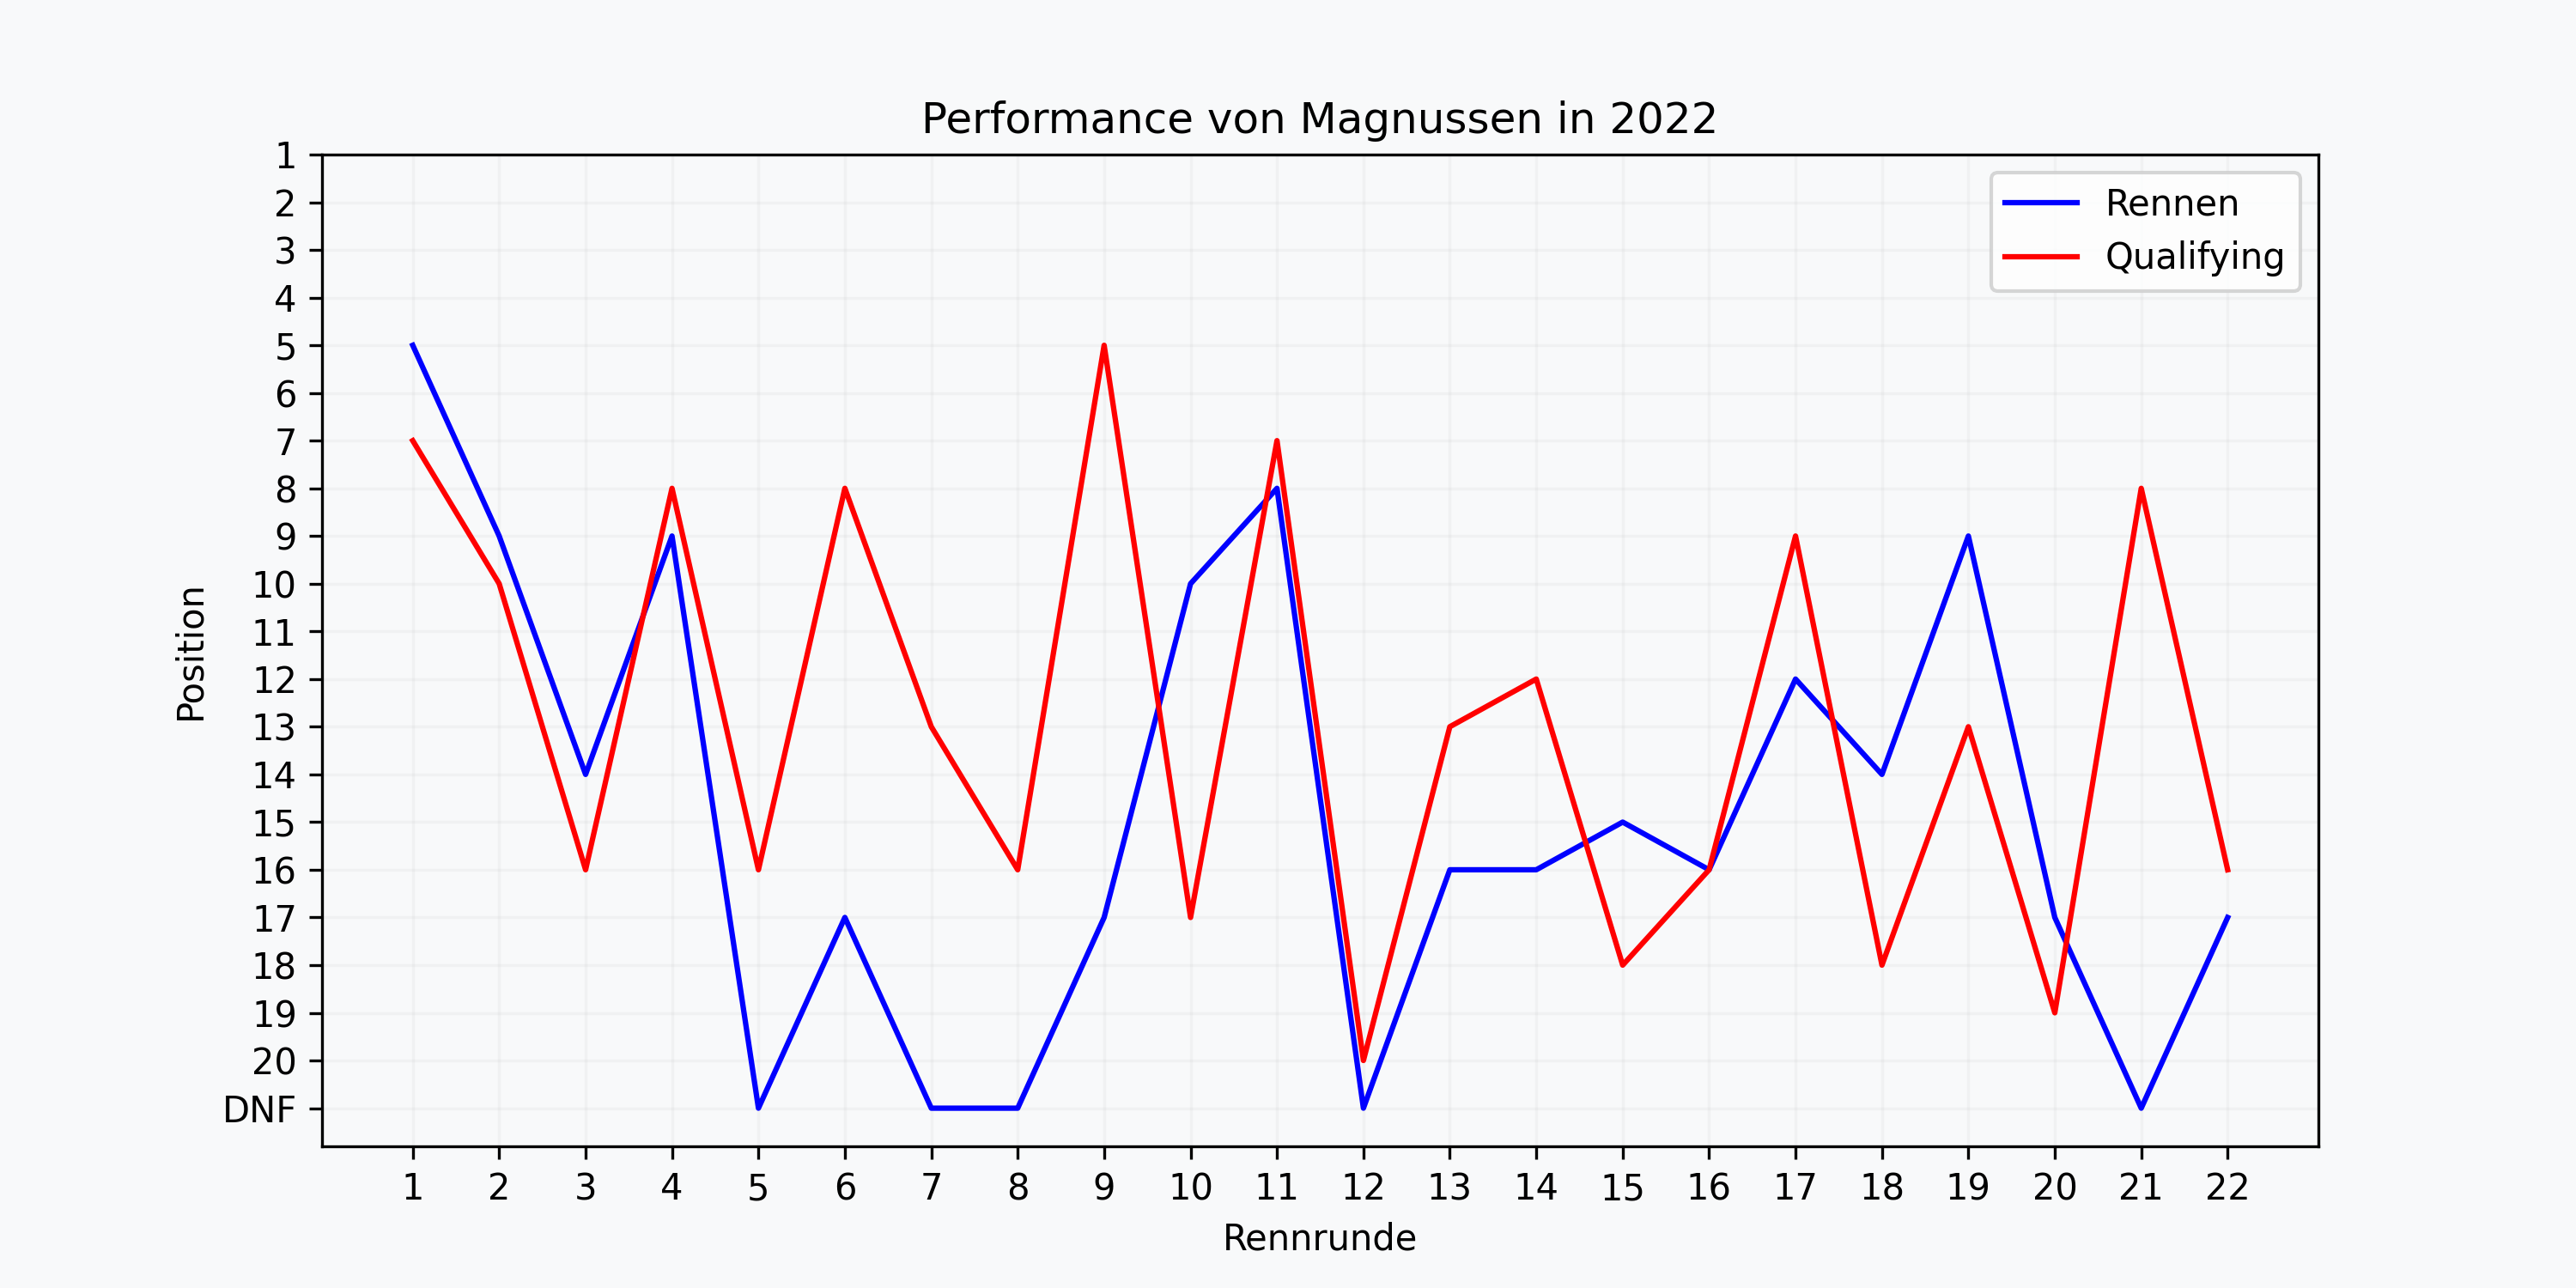 Performance von Magnussen in 2022
1
2
3
4
5
6
7
8
9
10
11
12
13
14
15
16
17
18
19
20
DNF
Position
Rennen
Qualifying
1 2 3 4 5 6 7 8 9 10 11 12 13 14 15 16 17 18 19 20 21 22
Rennrunde